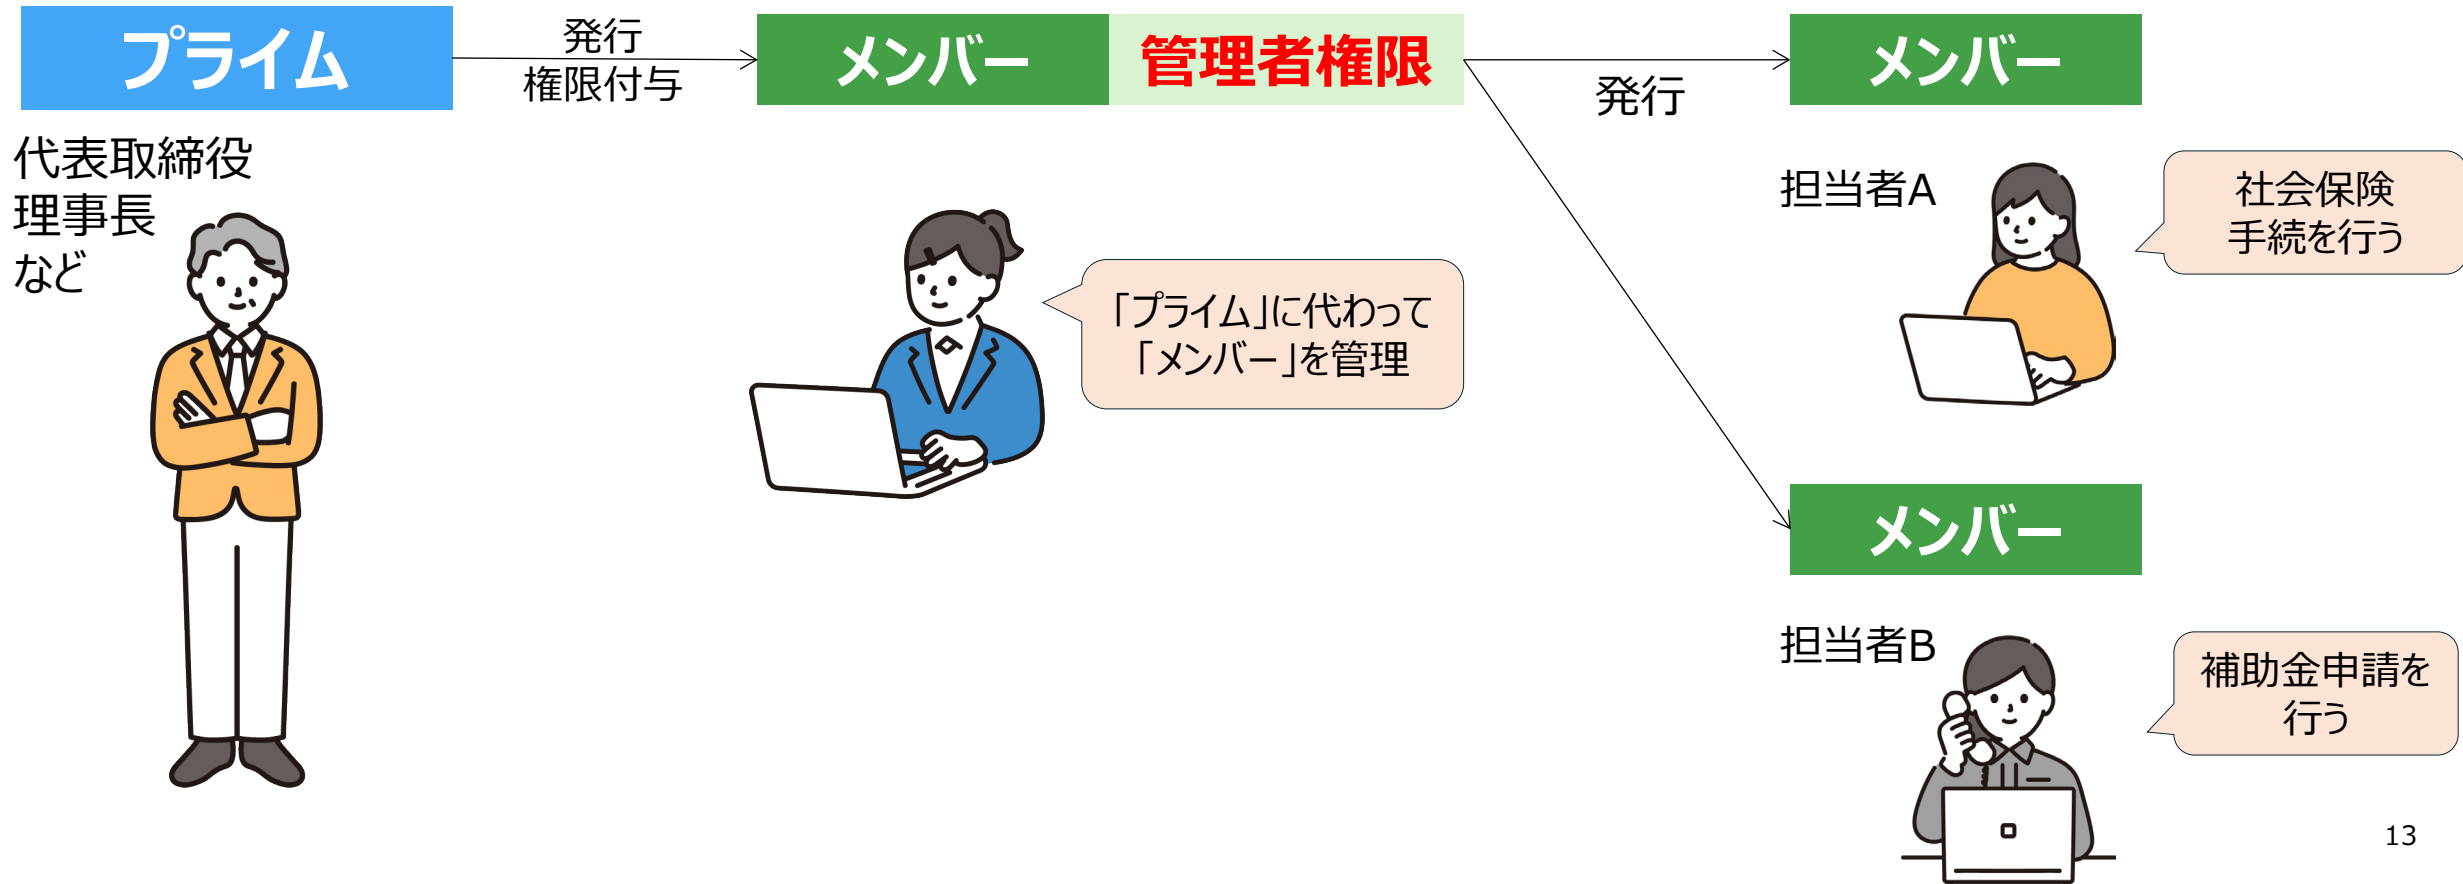 プライム
発行
権限付与
メンバー
管理者権限
発行
メンバー
代表取締役
理事長
など
「プライム」に代わって
「メンバー」を管理
担当者A
社会保険
手続を行う
メンバー
担当者B
補助金申請を
行う
13